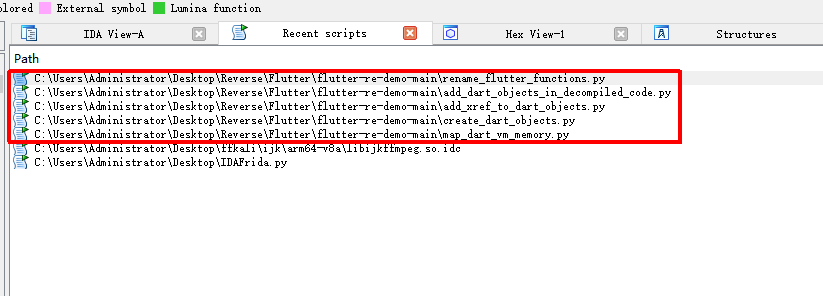 olored External symbol Lumina function
IDA View-A Recent scripts Hex View-1 Structures
Path
C:\Users\Administrator\Desktop\Reverse\Flutter\flutter-re-demo-main\rename_flutter_functions.py
C:\Users\Administrator\Desktop\Reverse\Flutter\flutter-re-demo-main\add_dart_objects_in_decompiled_code.py
C:\Users\Administrator\Desktop\Reverse\Flutter\flutter-re-demo-main\add_xref_to_dart_objects.py
C:\Users\Administrator\Desktop\Reverse\Flutter\flutter-re-demo-main\create_dart_objects.py
C:\Users\Administrator\Desktop\Reverse\Flutter\flutter-re-demo-main\map_dart_vm_memory.py
C:\Users\Administrator\Desktop\ffkali\ijk\arm64-v8a\libijkffmpeg.so.idc
C:\Users\Administrator\Desktop\IDAFrida.py